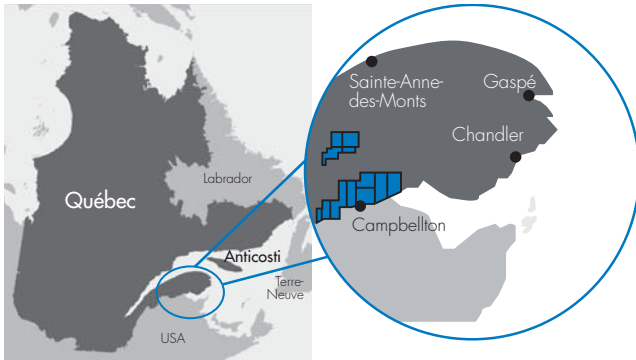 Québec
Labrador
Anticosti
Terre-
Neuve
USA
Sainte-Anne-
des-Monts
Gaspé
Chandler
Campbellton